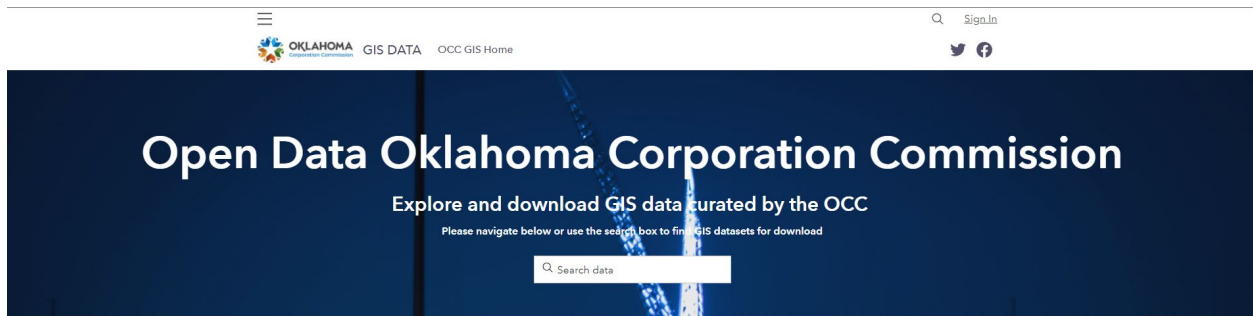 Sign In
OKLAHOMA
Corporation Commission
GIS DATA
OCC GIS Home
Open Data Oklahoma Corporation Commission
Explore and download GIS data curated by the OCC
Please navigate below or use the search box to find GIS datasets for download
Search data